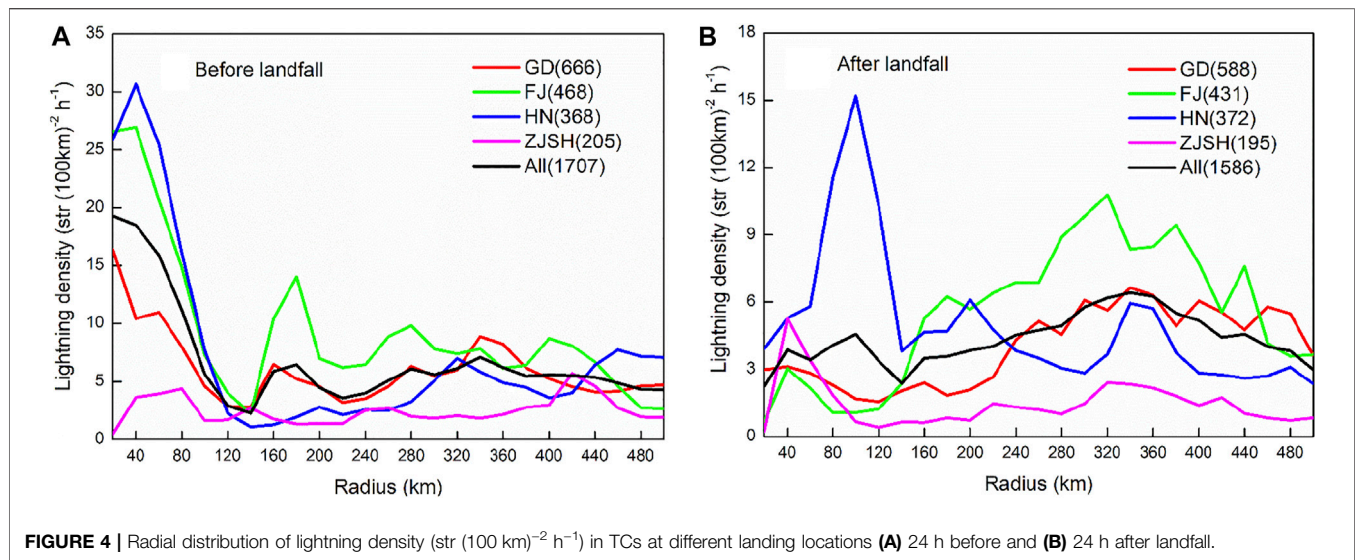 A
Before landfall
GD(666)
FJ(468)
HN(368)
ZJSH(205)
All(1707)
Lightning density (str (100km)⁻² h⁻¹)
35
30
25
20
15
10
5
0
40 80 120 160 200 240 280 320 360 400 440 480
Radius (km)
B
After landfall
GD(588)
FJ(431)
HN(372)
ZJSH(195)
All(1586)
Lightning density (str (100km)⁻² h⁻¹)
18
15
12
9
6
3
0
40 80 120 160 200 240 280 320 360 400 440 480
Radius (km)
FIGURE 4 | Radial distribution of lightning density (str (100 km)⁻² h⁻¹) in TCs at different landing locations (A) 24 h before and (B) 24 h after landfall.